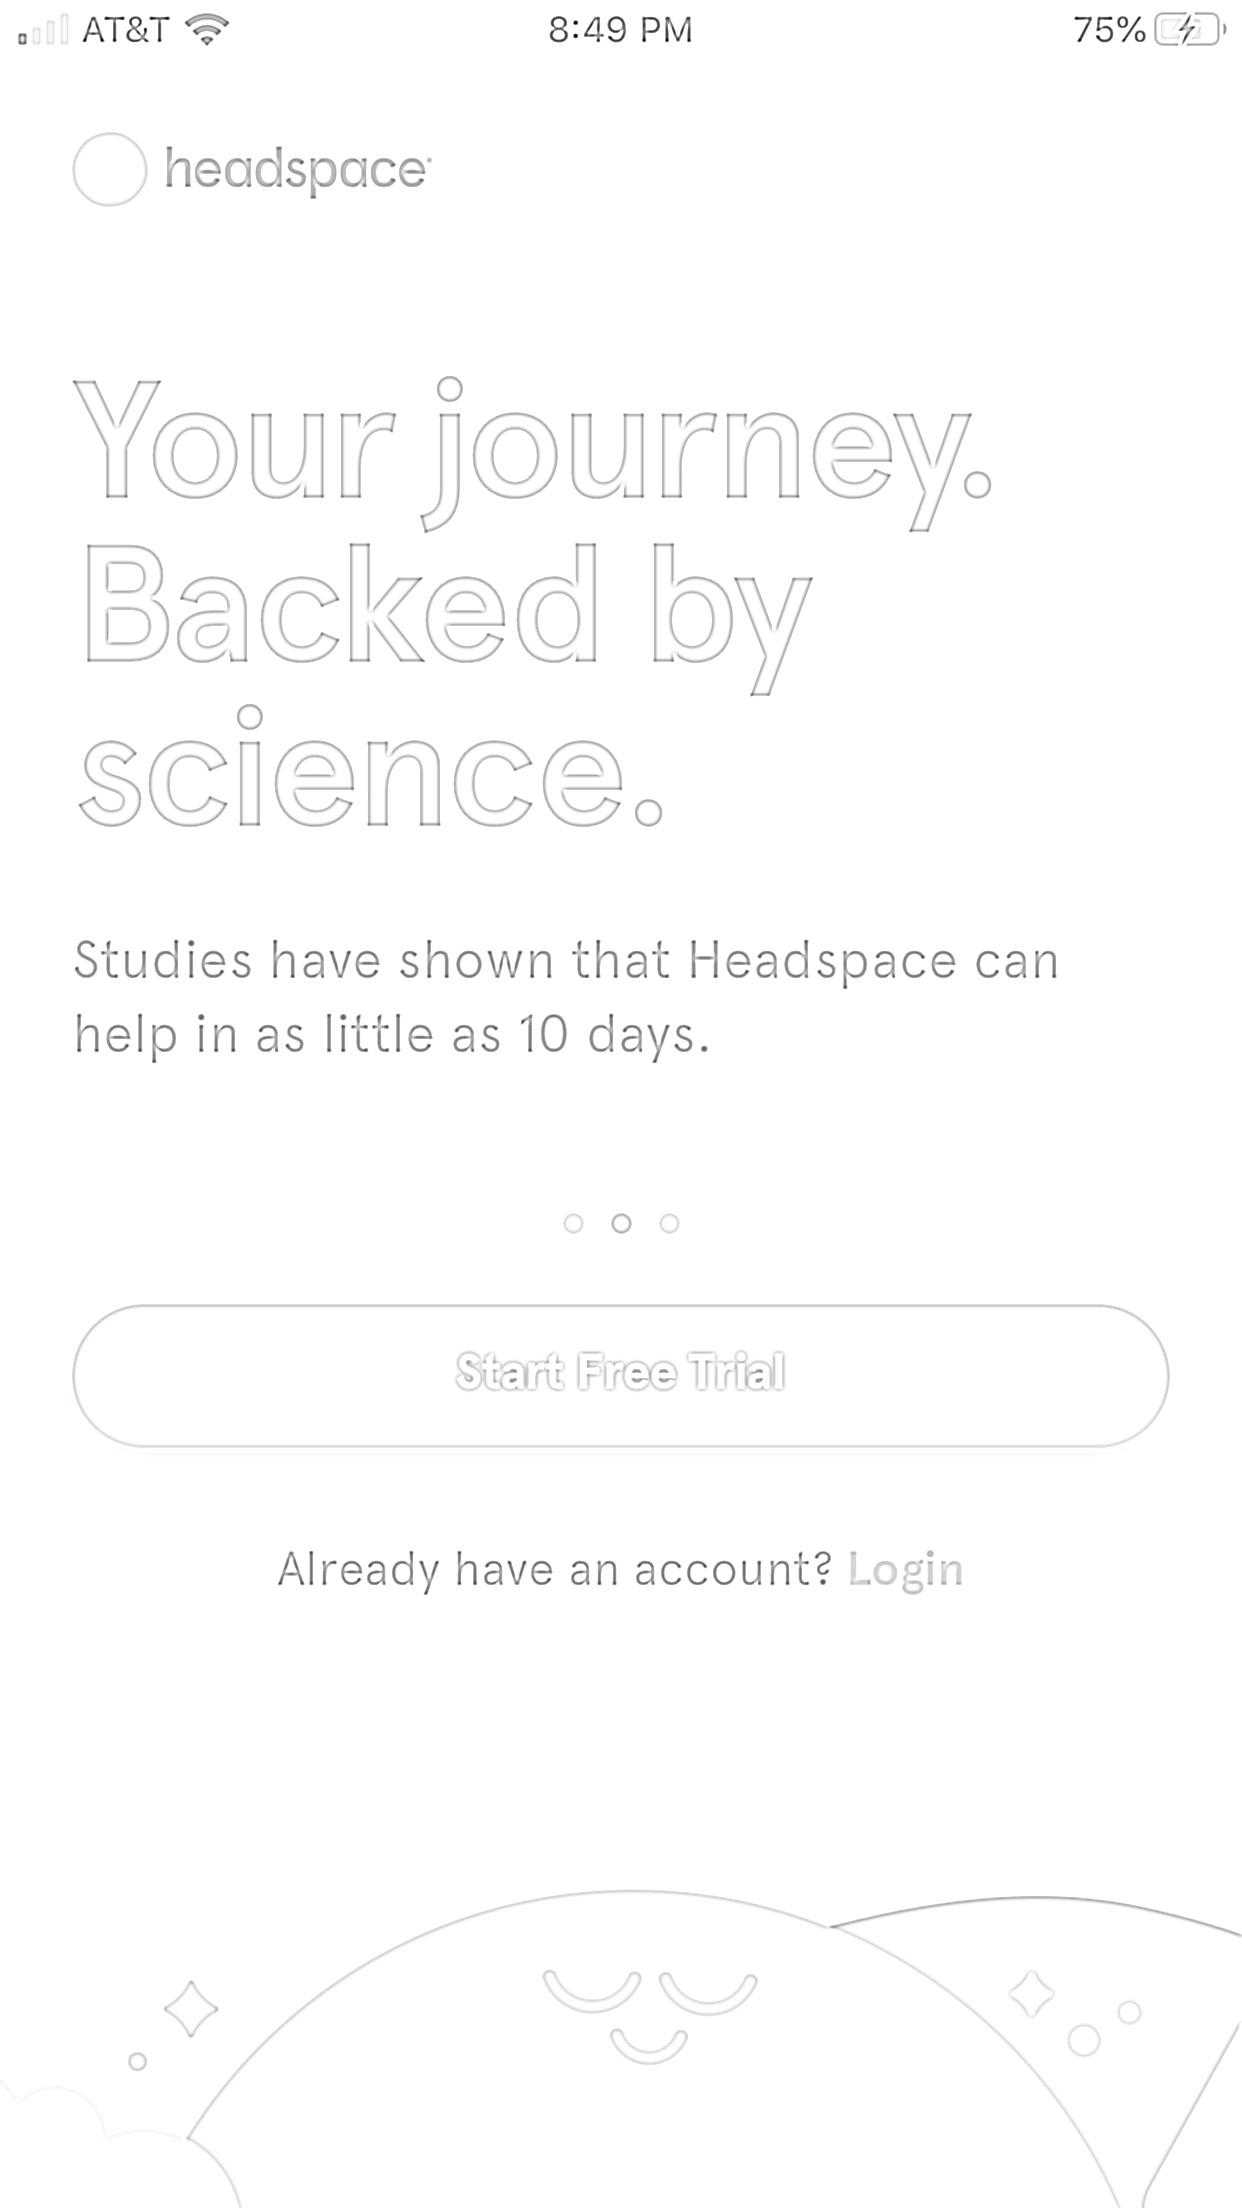 AT&T 8:49 PM 75%
headspace
Your journey.
Backed by
science.
Studies have shown that Headspace can
help in as little as 10 days.
Start Free Trial
Already have an account? Login